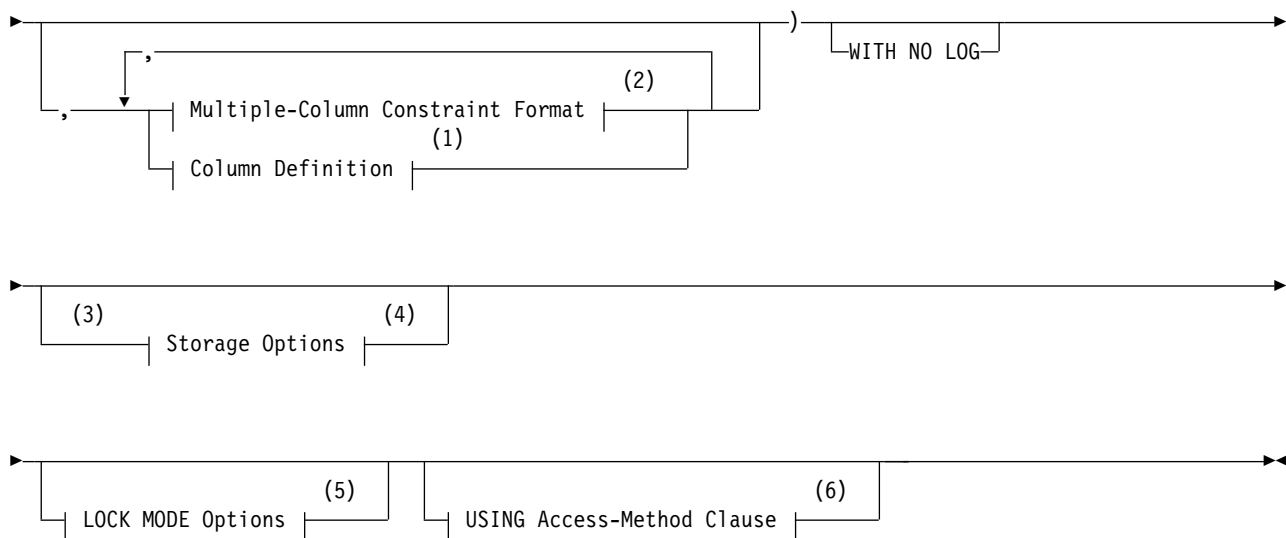 )
WITH NO LOG
,
(2)
,
Multiple-Column Constraint Format
(1)
Column Definition
(3)
(4)
Storage Options
(5)
(6)
LOCK MODE Options
USING Access-Method Clause